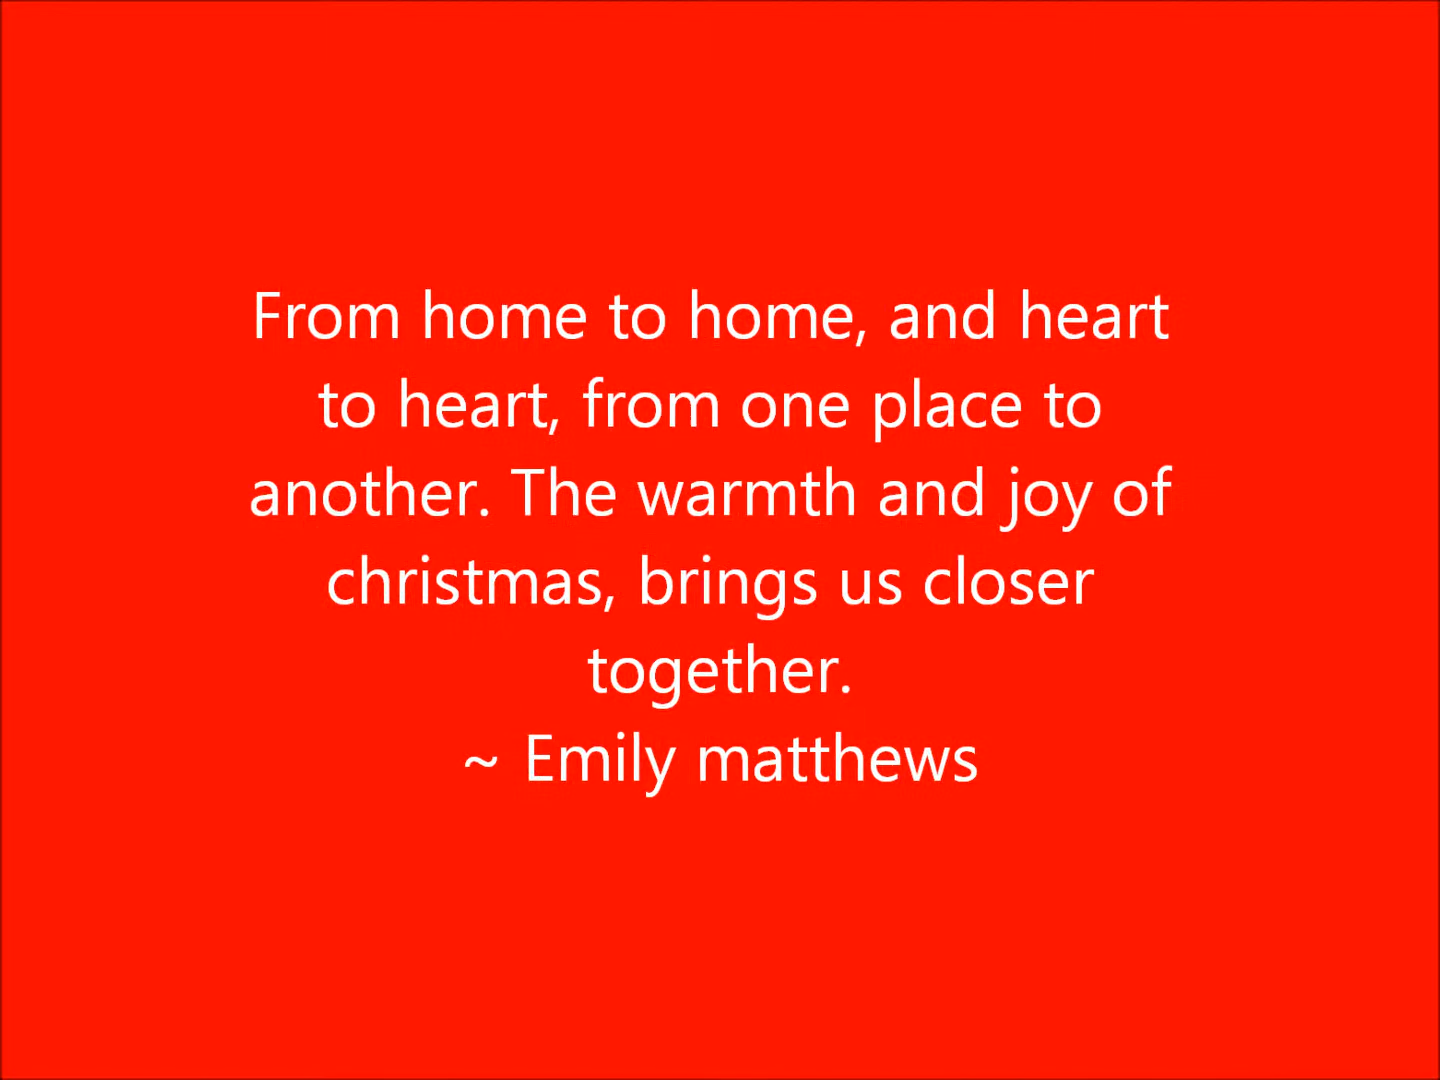 From home to home, and heart
to heart, from one place to
another. The warmth and joy of
christmas, brings us closer
together.
~ Emily matthews